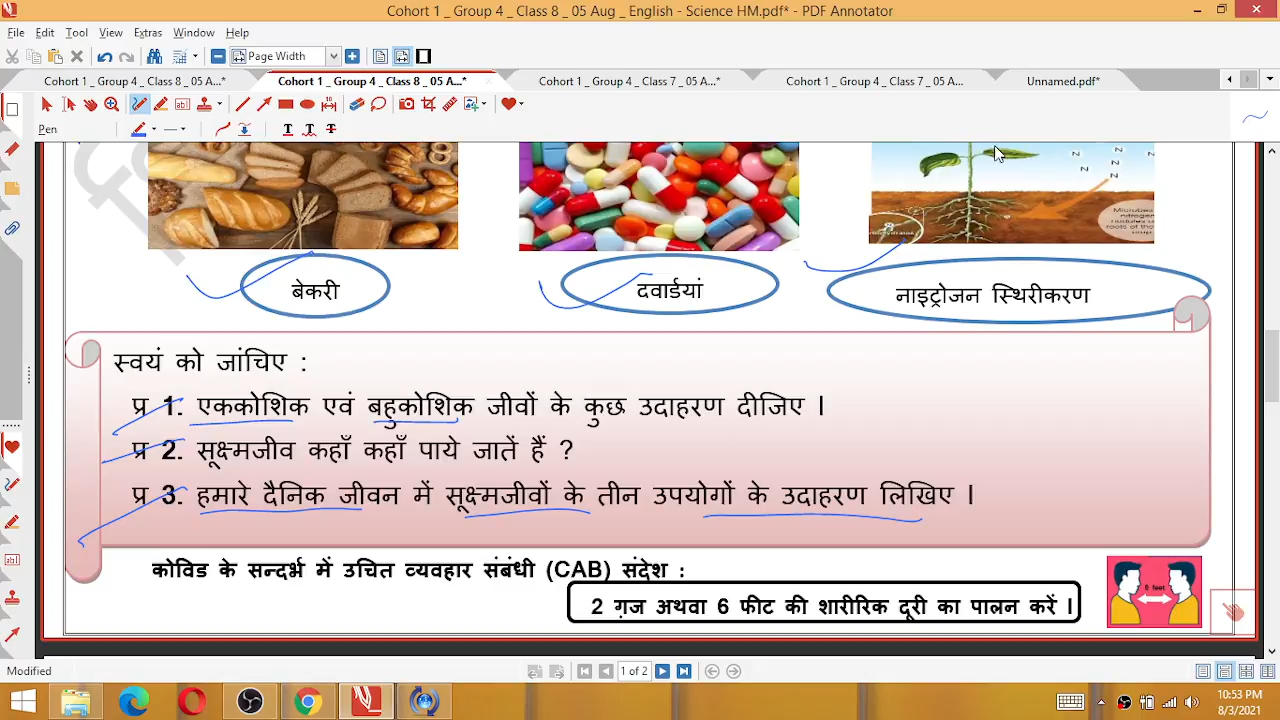 Cohort 1 _ Group 4 _ Class 8 _ 05 Aug _ English - Science HM.pdf* - PDF Annotator
File Edit Tool View Extras Window Help
Page Width
Cohort 1 _ Group 4 _ Class 8 _ 05 A...* Cohort 1 _ Group 4 _ Class 8 _ 05 A...* Cohort 1 _ Group 4 _ Class 7 _ 05 A...* Cohort 1 _ Group 4 _ Class 7 _ 05 A... Unnamed.pdf*
Pen
बेकरी दवाईयां नाइट्रोजन स्थिरीकरण
स्वयं को जांचिए :
प्र 1. एककोशिक एवं बहुकोशिक जीवों के कुछ उदाहरण दीजिए ।
प्र 2. सूक्ष्मजीव कहाँ कहाँ पाये जातें हैं ?
प्र 3. हमारे दैनिक जीवन में सूक्ष्मजीवों के तीन उपयोगों के उदाहरण लिखिए ।
कोविड के सन्दर्भ में उचित व्यवहार संबंधी (CAB) संदेश :
2 ग़ज अथवा 6 फीट की शारीरिक दूरी का पालन करें ।
Modified
1 of 2
10:53 PM
8/3/2021